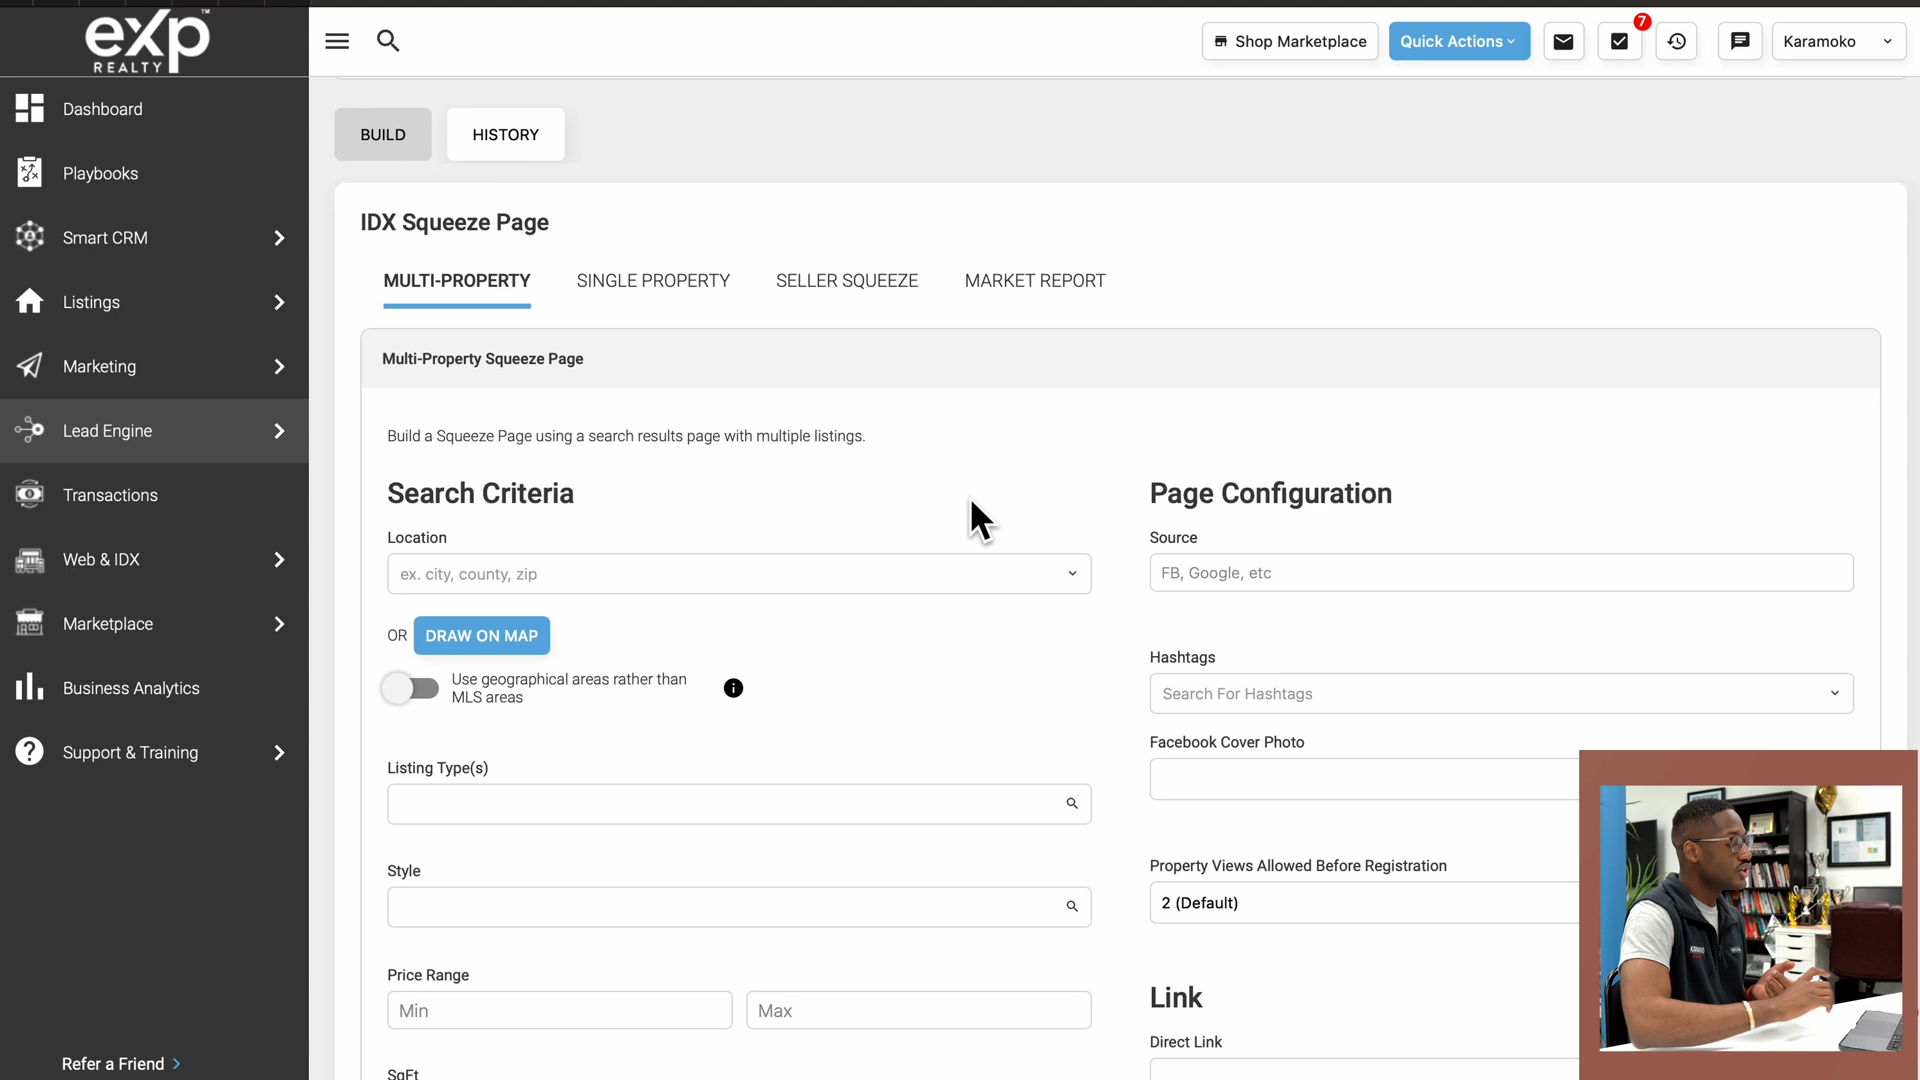 eXp™
REALTY
Shop Marketplace
Quick Actions
7
Karamoko
Dashboard
Playbooks
Smart CRM
Listings
Marketing
Lead Engine
Transactions
Web & IDX
Marketplace
Business Analytics
Support & Training
Refer a Friend
BUILD
HISTORY
IDX Squeeze Page
MULTI-PROPERTY
SINGLE PROPERTY
SELLER SQUEEZE
MARKET REPORT
Multi-Property Squeeze Page
Build a Squeeze Page using a search results page with multiple listings.
Search Criteria
Location
ex. city, county, zip
OR DRAW ON MAP
Use geographical areas rather than
MLS areas
Listing Type(s)
Style
Price Range
Min
Max
SqFt
Page Configuration
Source
FB, Google, etc
Hashtags
Search For Hashtags
Facebook Cover Photo
Property Views Allowed Before Registration
2 (Default)
Link
Direct Link